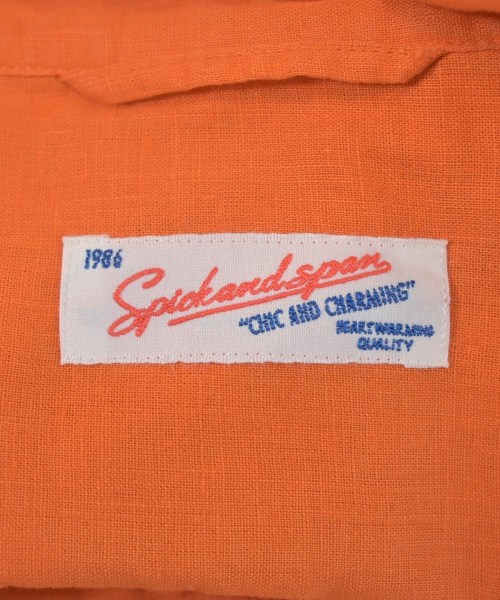 1986
Spick and span
"CHIC AND CHARMING"
HEARTWARMING
QUALITY